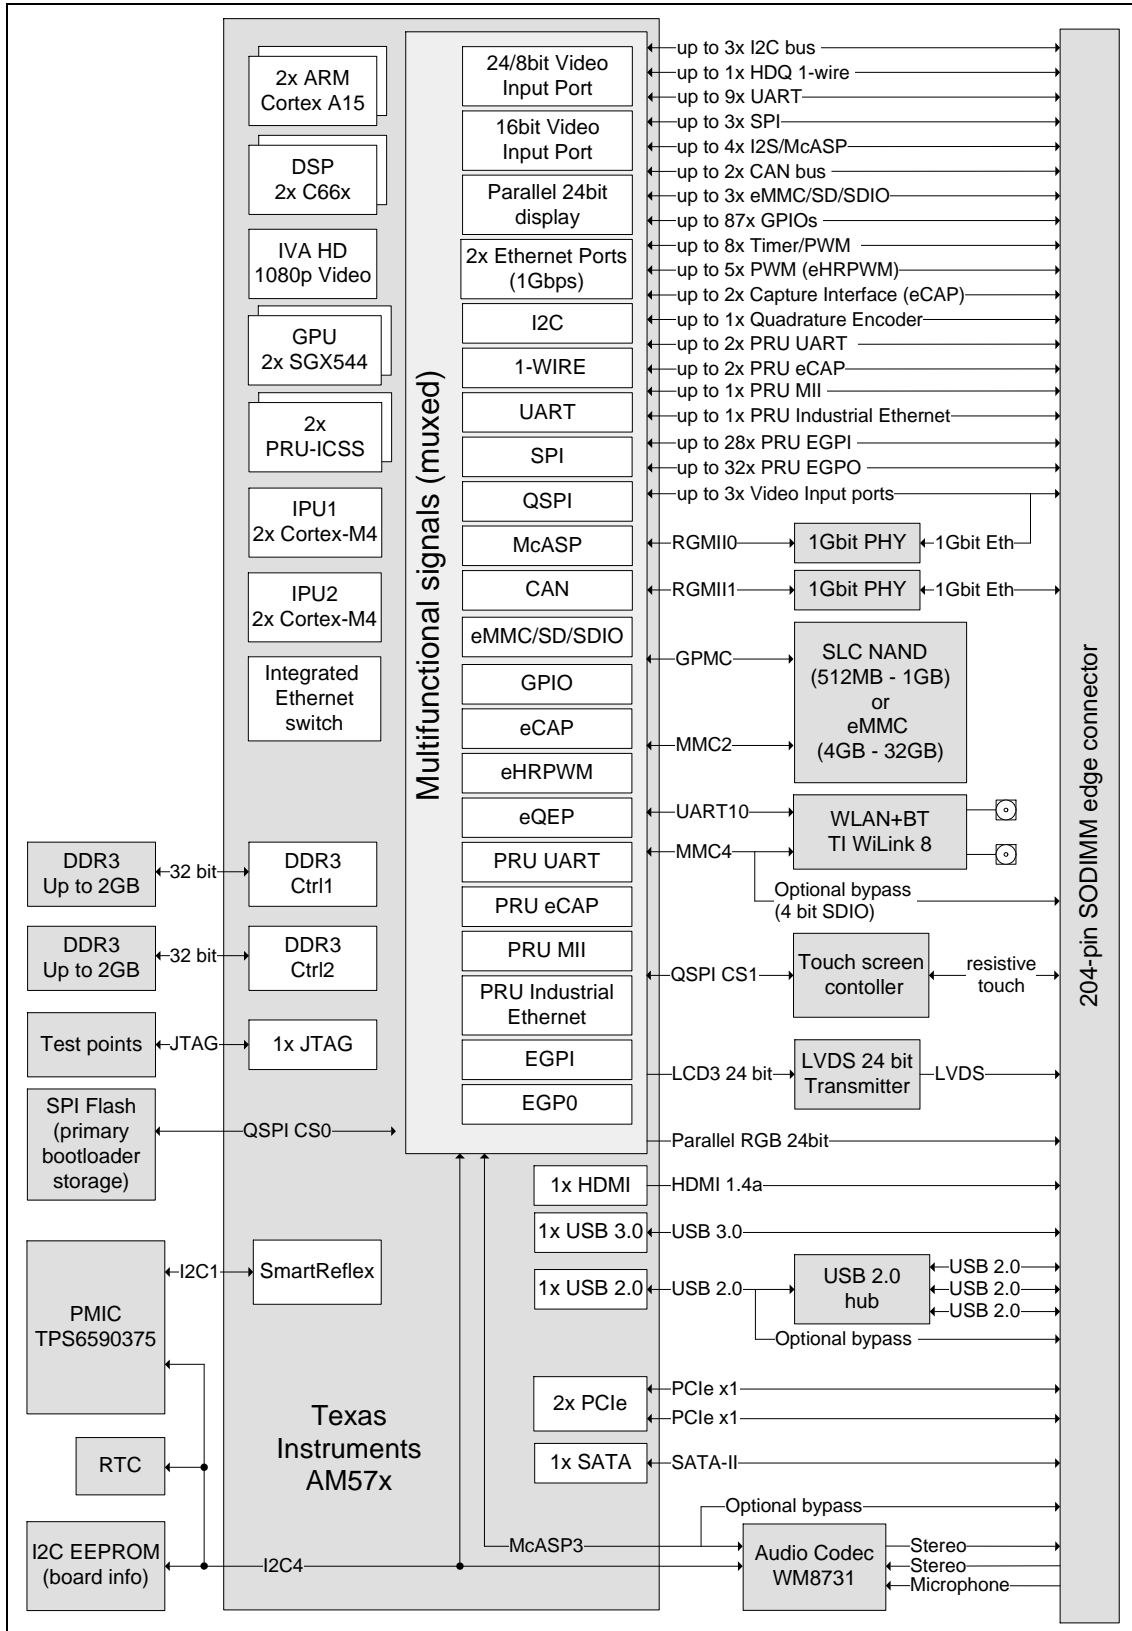 2x ARM
Cortex A15
DSP
2x C66x
IVA HD
1080p Video
GPU
2x SGX544
2x
PRU-ICSS
IPU1
2x Cortex-M4
IPU2
2x Cortex-M4
Integrated
Ethernet
switch
DDR3
Up to 2GB
32 bit
DDR3
Ctrl1
DDR3
Up to 2GB
32 bit
DDR3
Ctrl2
Test points
JTAG
1x JTAG
SPI Flash
(primary
bootloader
storage)
QSPI CS0
PMIC
TPS6590375
I2C1
SmartReflex
RTC
I2C EEPROM
(board info)
I2C4
Texas
Instruments
AM57x
Multifunctional signals (muxed)
24/8bit Video
Input Port
16bit Video
Input Port
Parallel 24bit
display
2x Ethernet Ports
(1Gbps)
I2C
1-WIRE
UART
SPI
QSPI
McASP
CAN
eMMC/SD/SDIO
GPIO
eCAP
eHRPWM
eQEP
PRU UART
PRU eCAP
PRU MII
PRU Industrial
Ethernet
EGPI
EGP0
1x HDMI
1x USB 3.0
1x USB 2.0
2x PCIe
1x SATA
up to 3x I2C bus
up to 1x HDQ 1-wire
up to 9x UART
up to 3x SPI
up to 4x I2S/McASP
up to 2x CAN bus
up to 3x eMMC/SD/SDIO
up to 87x GPIOs
up to 8x Timer/PWM
up to 5x PWM (eHRPWM)
up to 2x Capture Interface (eCAP)
up to 1x Quadrature Encoder
up to 2x PRU UART
up to 2x PRU eCAP
up to 1x PRU MII
up to 1x PRU Industrial Ethernet
up to 28x PRU EGPI
up to 32x PRU EGPO
up to 3x Video Input ports
RGMII0
1Gbit PHY
1Gbit Eth
RGMII1
1Gbit PHY
1Gbit Eth
GPMC
MMC2
SLC NAND
(512MB - 1GB)
or
eMMC
(4GB - 32GB)
UART10
MMC4
WLAN+BT
TI WiLink 8
Optional bypass
(4 bit SDIO)
QSPI CS1
Touch screen
contoller
resistive
touch
LCD3 24 bit
LVDS 24 bit
Transmitter
LVDS
Parallel RGB 24bit
HDMI 1.4a
USB 3.0
USB 2.0
USB 2.0
hub
USB 2.0
USB 2.0
USB 2.0
Optional bypass
PCIe x1
PCIe x1
SATA-II
Optional bypass
McASP3
Audio Codec
WM8731
Stereo
Stereo
Microphone
204-pin SODIMM edge connector